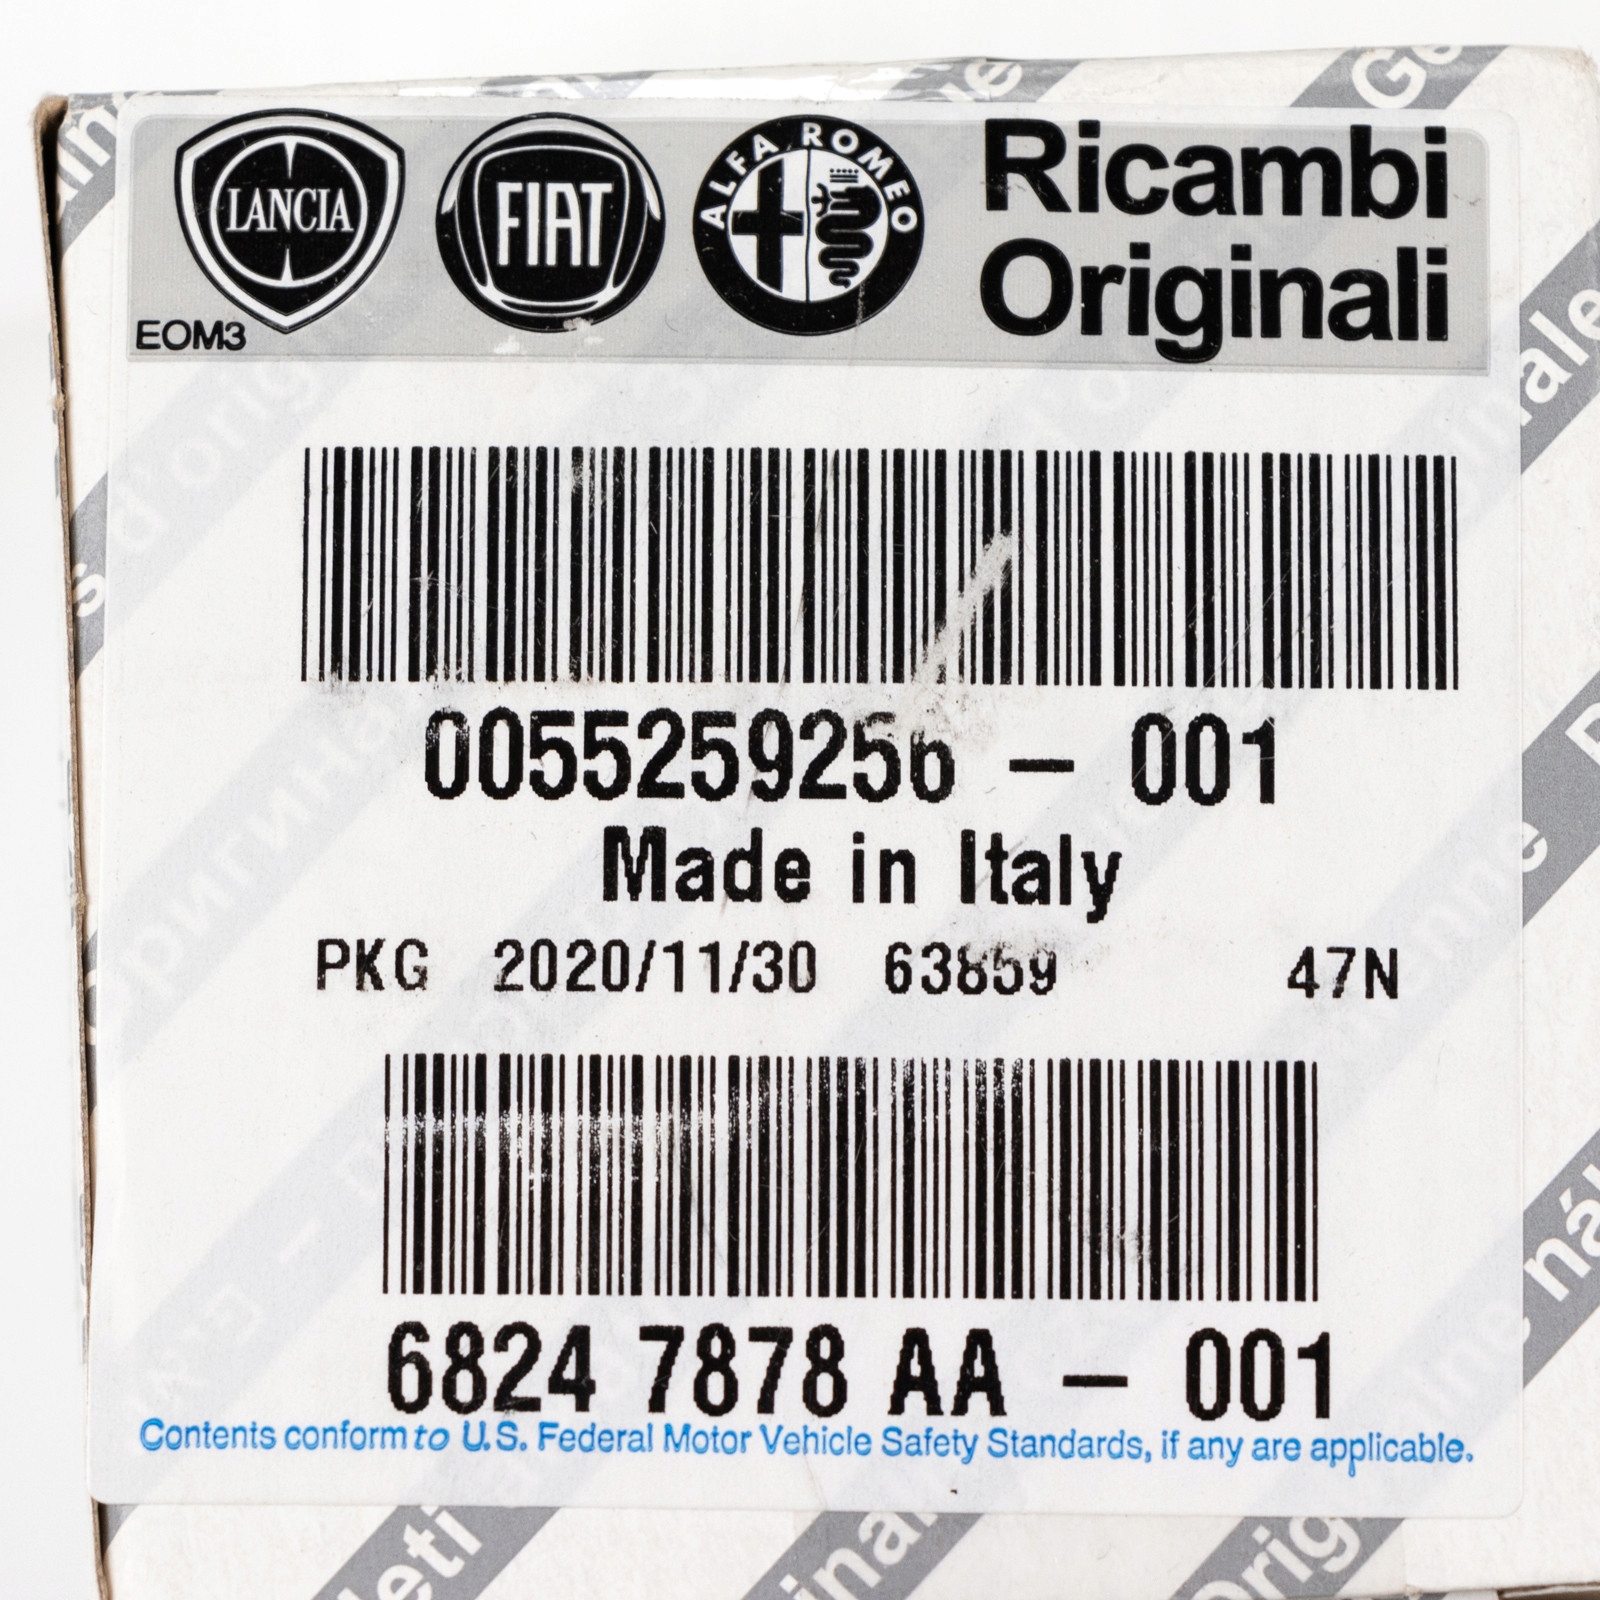 LANCIA
FIAT
ALFA ROMEO
Ricambi
Originali
EOM3
0055259256 – 001
Made in Italy
PKG 2020/11/30 63859 47N
6824 7878 AA – 001
Contents conform to U.S. Federal Motor Vehicle Safety Standards, if any are applicable.